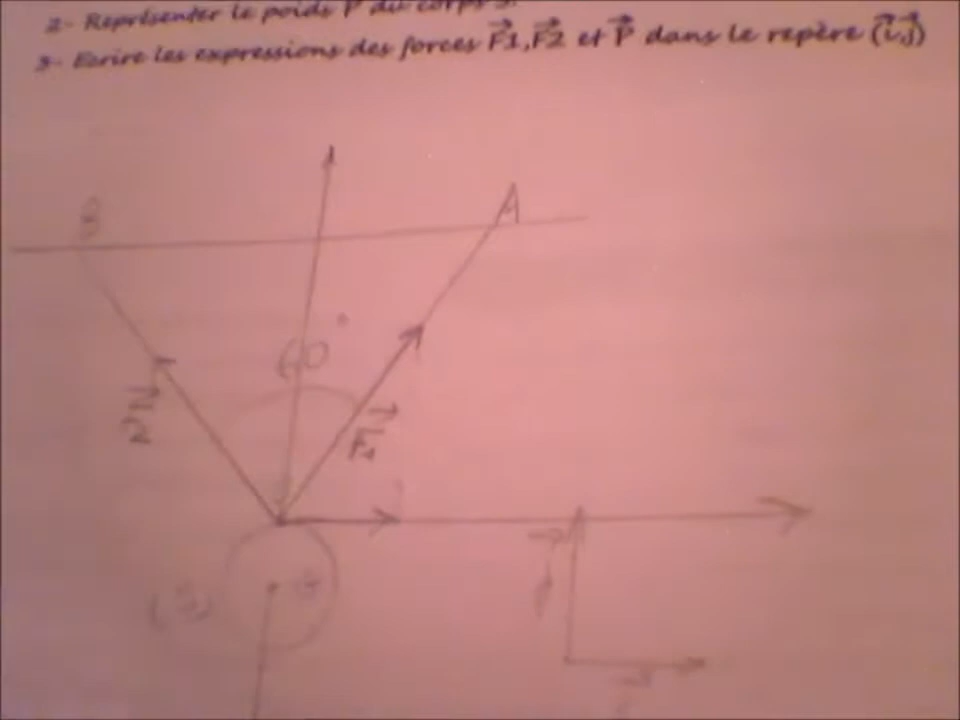 2- Représenter le poids P du corps S.
3- Ecrire les expressions des forces F1,F2 et P dans le repère (i,j)
B
A
60°
F2
F1
i
(S)
G
j
i